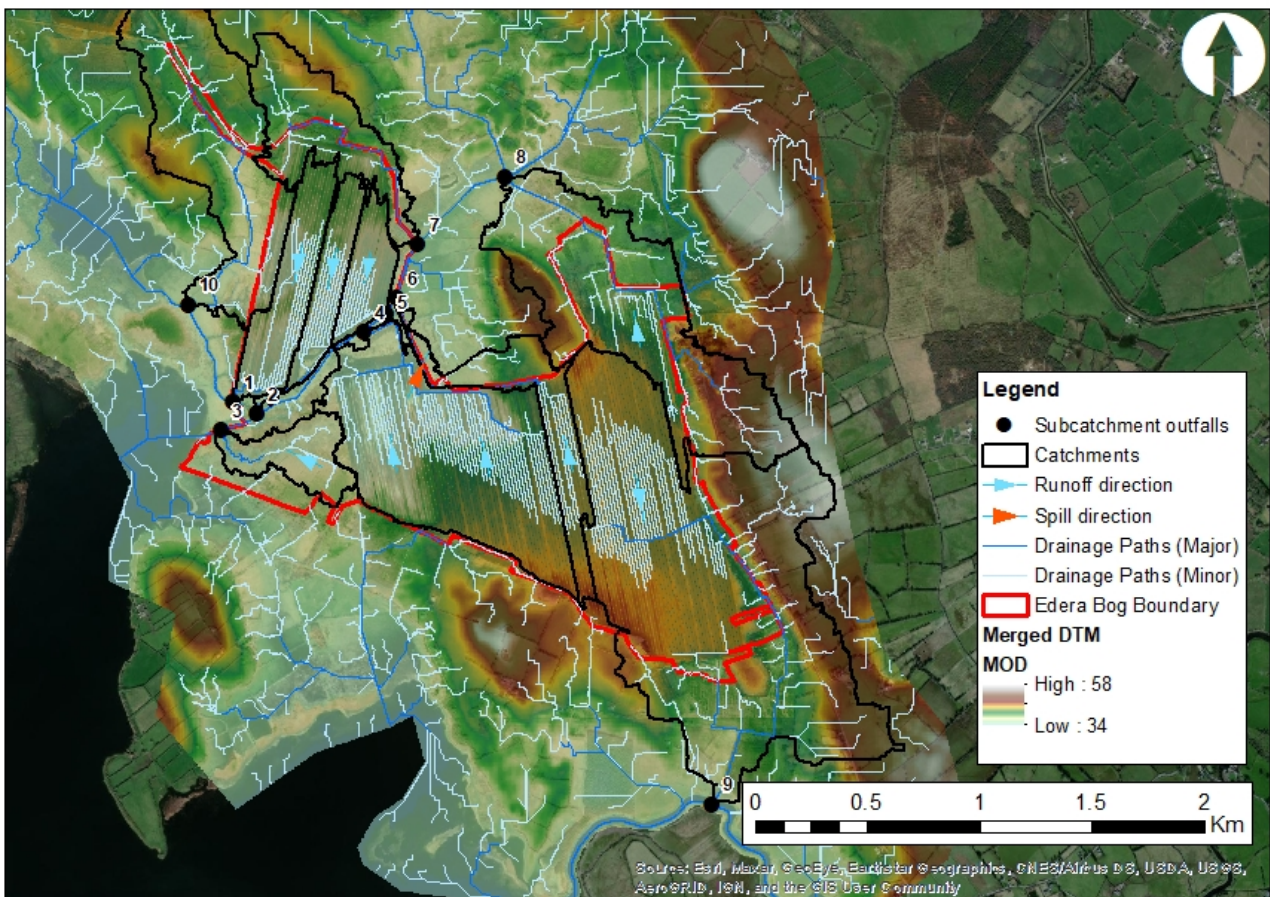 8
7
6
10
5
4
1
2
3
9
Legend
Subcatchment outfalls
Catchments
Runoff direction
Spill direction
Drainage Paths (Major)
Drainage Paths (Minor)
Edera Bog Boundary
Merged DTM
MOD
High : 58
Low : 34
0 0.5 1 1.5 2
Km
Source: Esri, Maxar, GeoEye, Earthstar Geographics, CNES/Airbus DS, USDA, USGS,
AeroGRID, IGN, and the GIS User Community